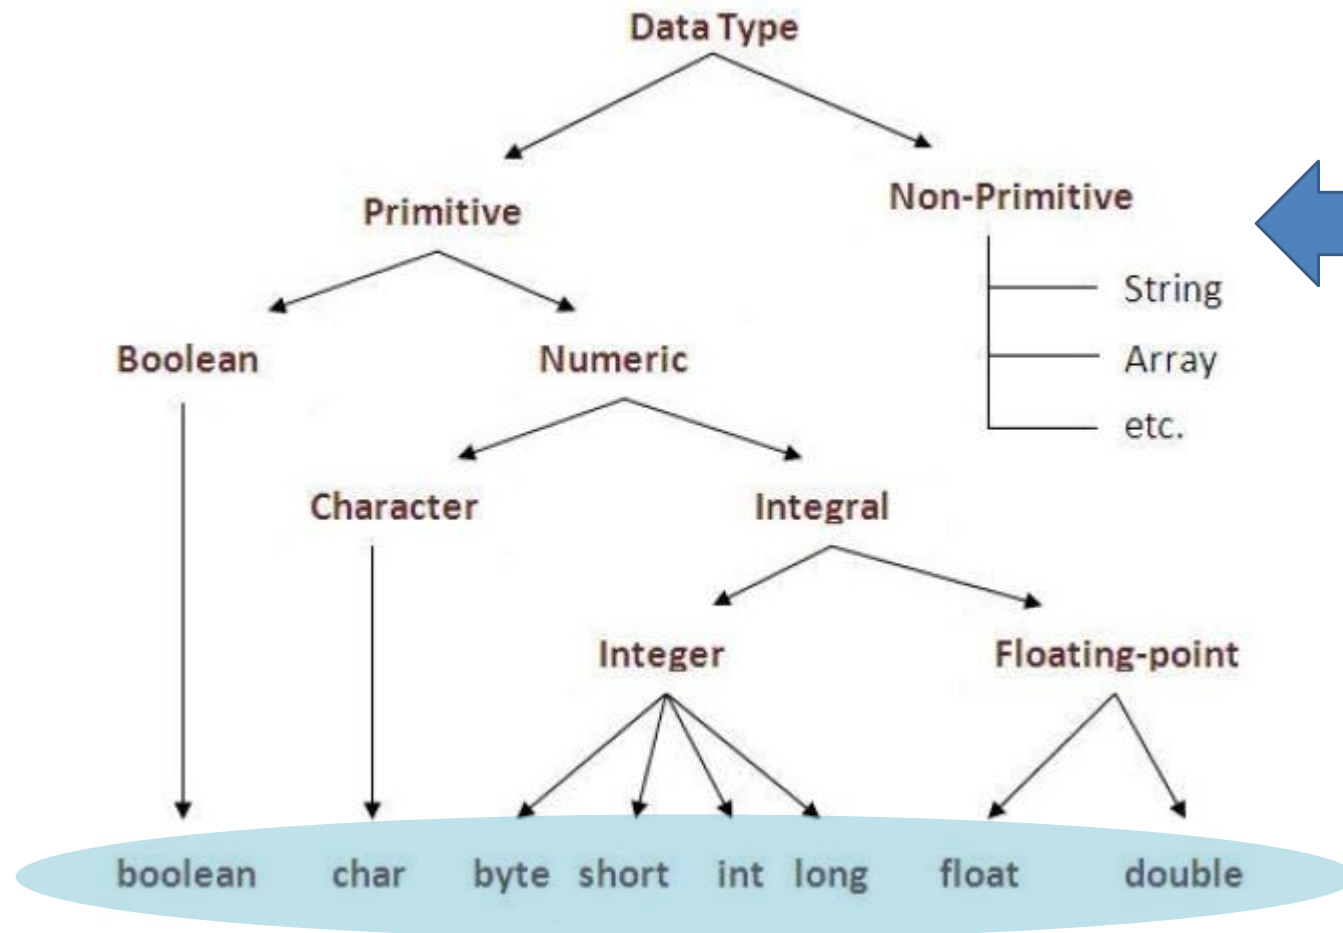 Data Type
Primitive
Non-Primitive
String
Array
etc.
Boolean
Numeric
Character
Integral
Integer
Floating-point
boolean char byte short int long float double